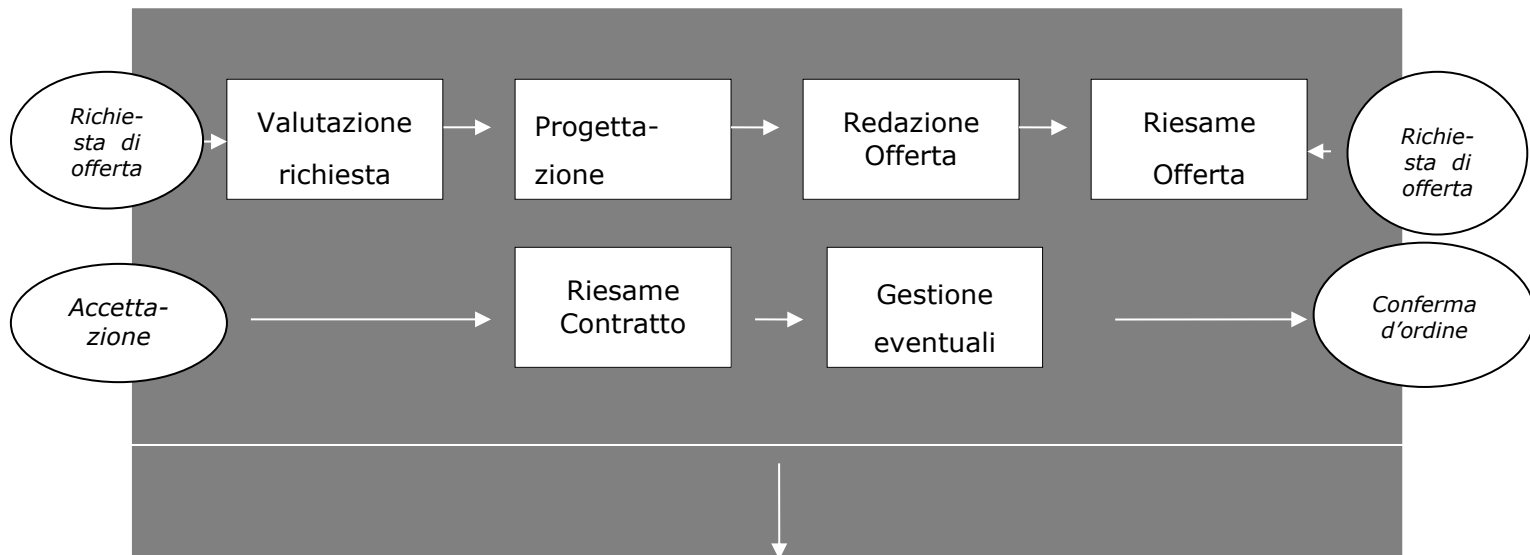 Richie-
sta di
offerta
Valutazione
richiesta
Progetta-
zione
Redazione
Offerta
Riesame
Offerta
Richie-
sta di
offerta
Accetta-
zione
Riesame
Contratto
Gestione
eventuali
Conferma
d’ordine